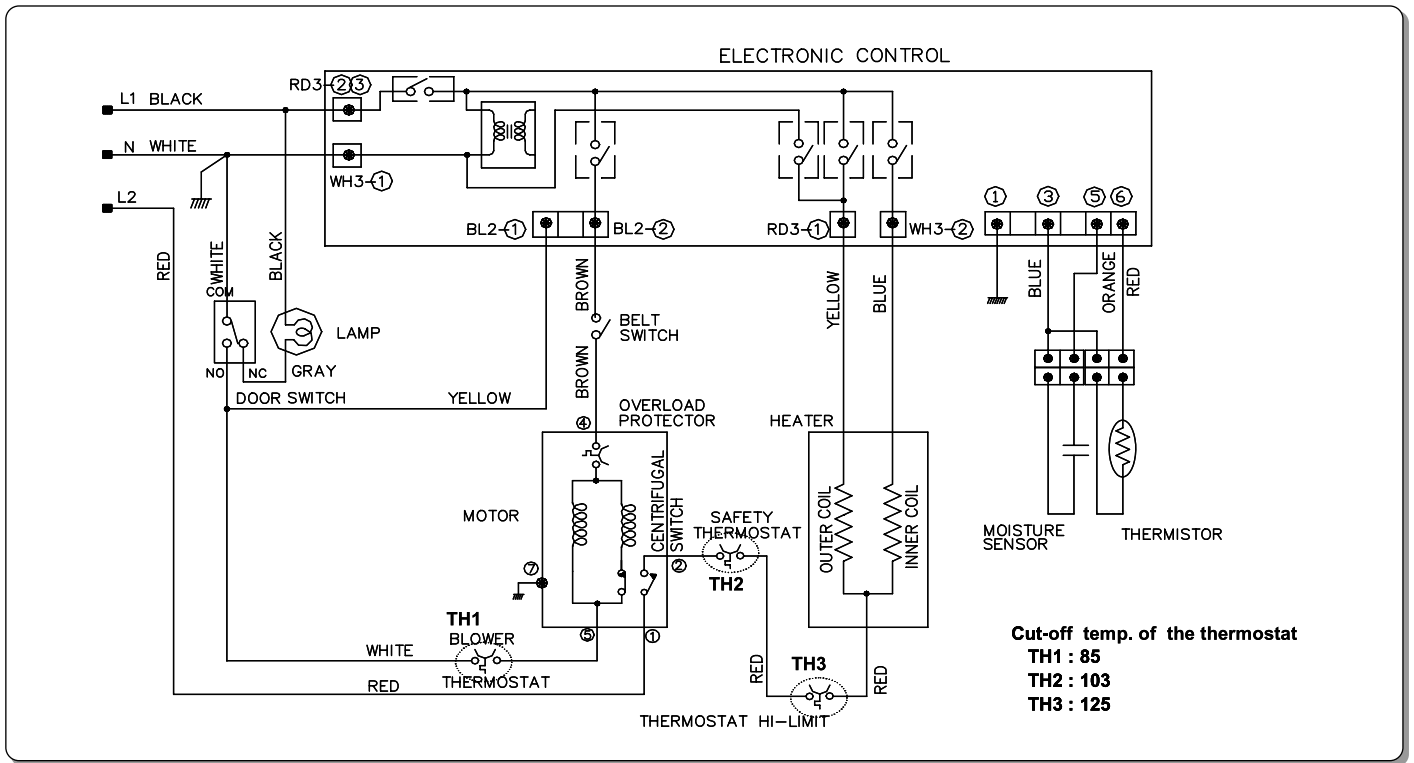 ELECTRONIC CONTROL
RD3-②③
L1 BLACK
N WHITE
WH3-①
L2
BL2-①
BL2-②
RD3-①
WH3-②
① ③ ⑤ ⑥
RED
WHITE
BLACK
BROWN
YELLOW
BLUE
BLUE
ORANGE
RED
COM
LAMP
BELT
SWITCH
NO
NC
GRAY
BROWN
DOOR SWITCH
YELLOW
OVERLOAD
PROTECTOR
④
HEATER
MOTOR
CENTRIFUGAL
SWITCH
SAFETY
THERMOSTAT
OUTER COIL
INNER COIL
MOISTURE
SENSOR
THERMISTOR
⑦
②
TH2
TH1
BLOWER
THERMOSTAT
⑤
①
WHITE
RED
TH3
RED
RED
THERMOSTAT HI-LIMIT
Cut-off temp. of the thermostat
TH1 : 85
TH2 : 103
TH3 : 125